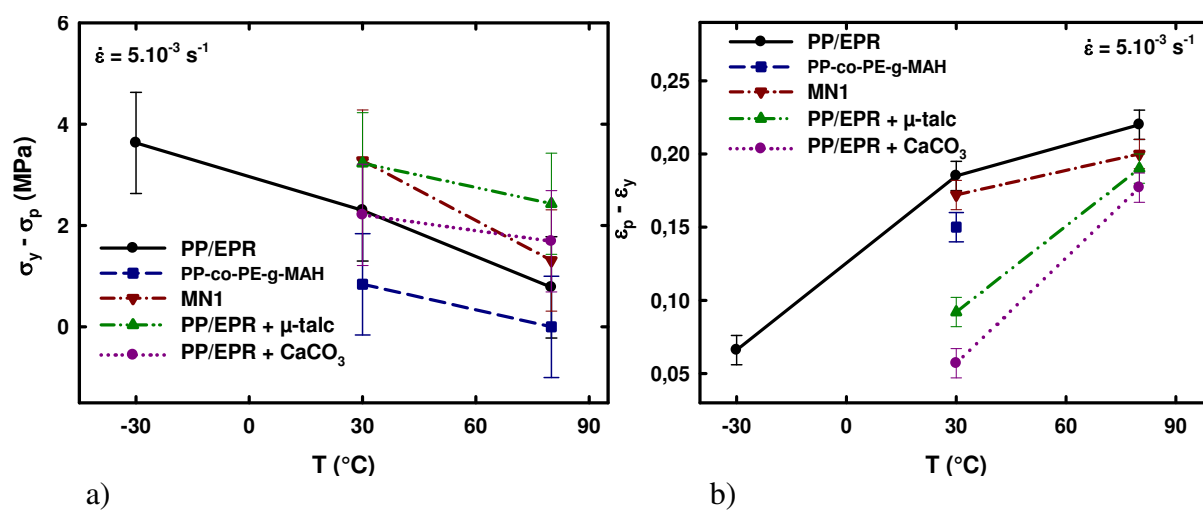 6
4
2
0
σy - σp (MPa)
ε̇ = 5.10-3 s-1
PP/EPR
PP-co-PE-g-MAH
MN1
PP/EPR + µ-talc
PP/EPR + CaCO3
-30 0 30 60 90
T (°C)
a)
0,25
0,20
0,15
0,10
0,05
εp - εy
PP/EPR
PP-co-PE-g-MAH
MN1
PP/EPR + µ-talc
PP/EPR + CaCO3
ε̇ = 5.10-3 s-1
-30 0 30 60 90
T (°C)
b)